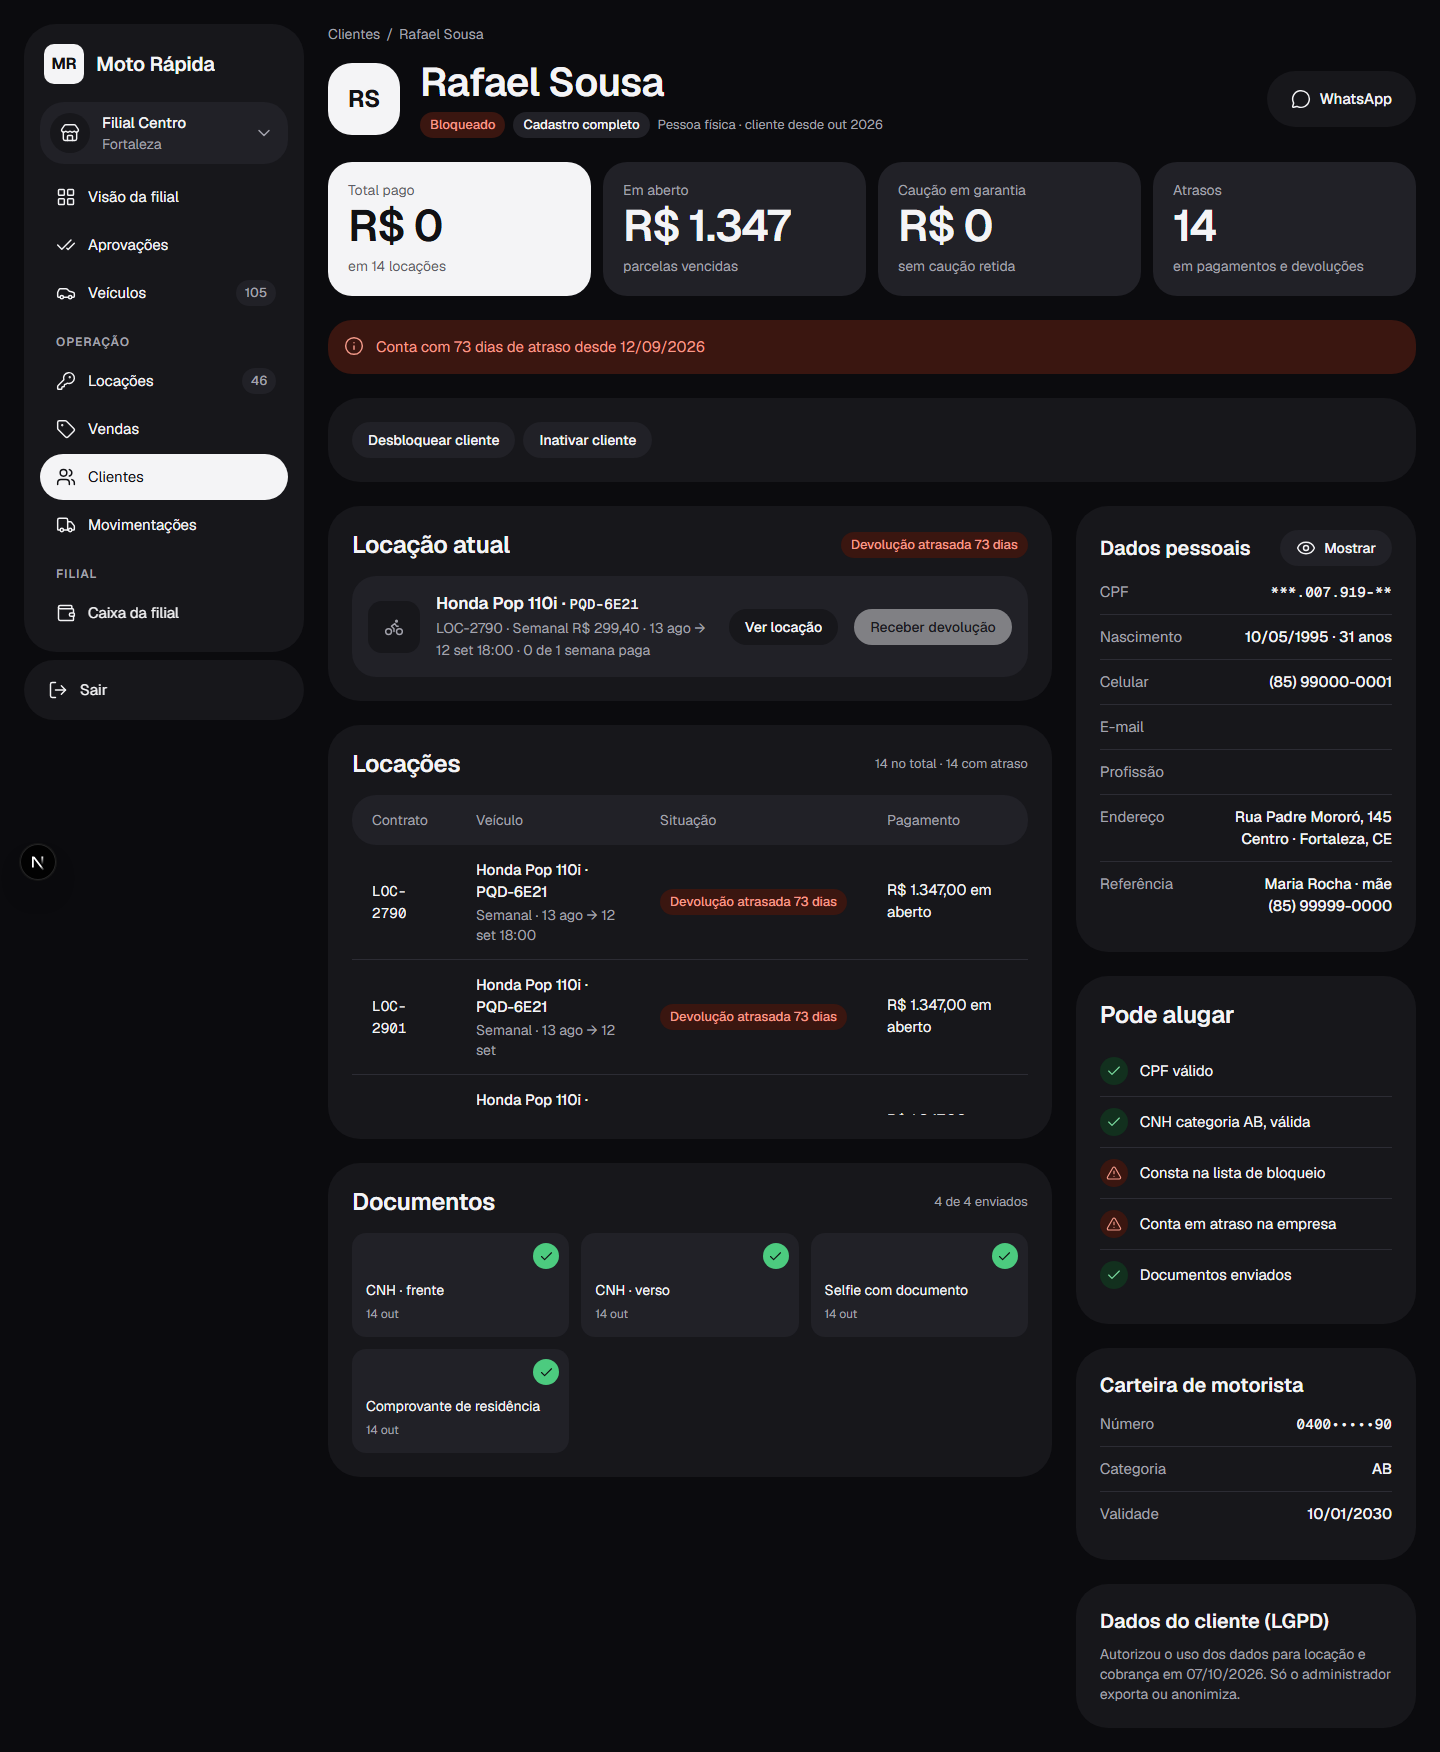 MR
Moto Rápida
Filial Centro
Fortaleza
Visão da filial
Aprovações
Veículos
105
OPERAÇÃO
Locações
46
Vendas
Clientes
Movimentações
FILIAL
Caixa da filial
Sair
Clientes / Rafael Sousa
RS
Rafael Sousa
Bloqueado
Cadastro completo
Pessoa física · cliente desde out 2026
WhatsApp
Total pago
R$ 0
em 14 locações
Em aberto
R$ 1.347
parcelas vencidas
Caução em garantia
R$ 0
sem caução retida
Atrasos
14
em pagamentos e devoluções
Conta com 73 dias de atraso desde 12/09/2026
Desbloquear cliente
Inativar cliente
Locação atual
Devolução atrasada 73 dias
Honda Pop 110i · PQD-6E21
LOC-2790 · Semanal R$ 299,40 · 13 ago →
12 set 18:00 · 0 de 1 semana paga
Ver locação
Receber devolução
Locações
14 no total · 14 com atraso
Contrato
Veículo
Situação
Pagamento
LOC-
2790
Honda Pop 110i ·
PQD-6E21
Semanal · 13 ago → 12
set 18:00
Devolução atrasada 73 dias
R$ 1.347,00 em
aberto
LOC-
2901
Honda Pop 110i ·
PQD-6E21
Semanal · 13 ago → 12
set
Devolução atrasada 73 dias
R$ 1.347,00 em
aberto
Honda Pop 110i ·
Documentos
4 de 4 enviados
CNH · frente
14 out
CNH · verso
14 out
Selfie com documento
14 out
Comprovante de residência
14 out
Dados pessoais
Mostrar
CPF
***.007.919-**
Nascimento
10/05/1995 · 31 anos
Celular
(85) 99000-0001
E-mail
Profissão
Endereço
Rua Padre Mororó, 145
Centro · Fortaleza, CE
Referência
Maria Rocha · mãe
(85) 99999-0000
Pode alugar
CPF válido
CNH categoria AB, válida
Consta na lista de bloqueio
Conta em atraso na empresa
Documentos enviados
Carteira de motorista
Número
0400•••••90
Categoria
AB
Validade
10/01/2030
Dados do cliente (LGPD)
Autorizou o uso dos dados para locação e
cobrança em 07/10/2026. Só o administrador
exporta ou anonimiza.